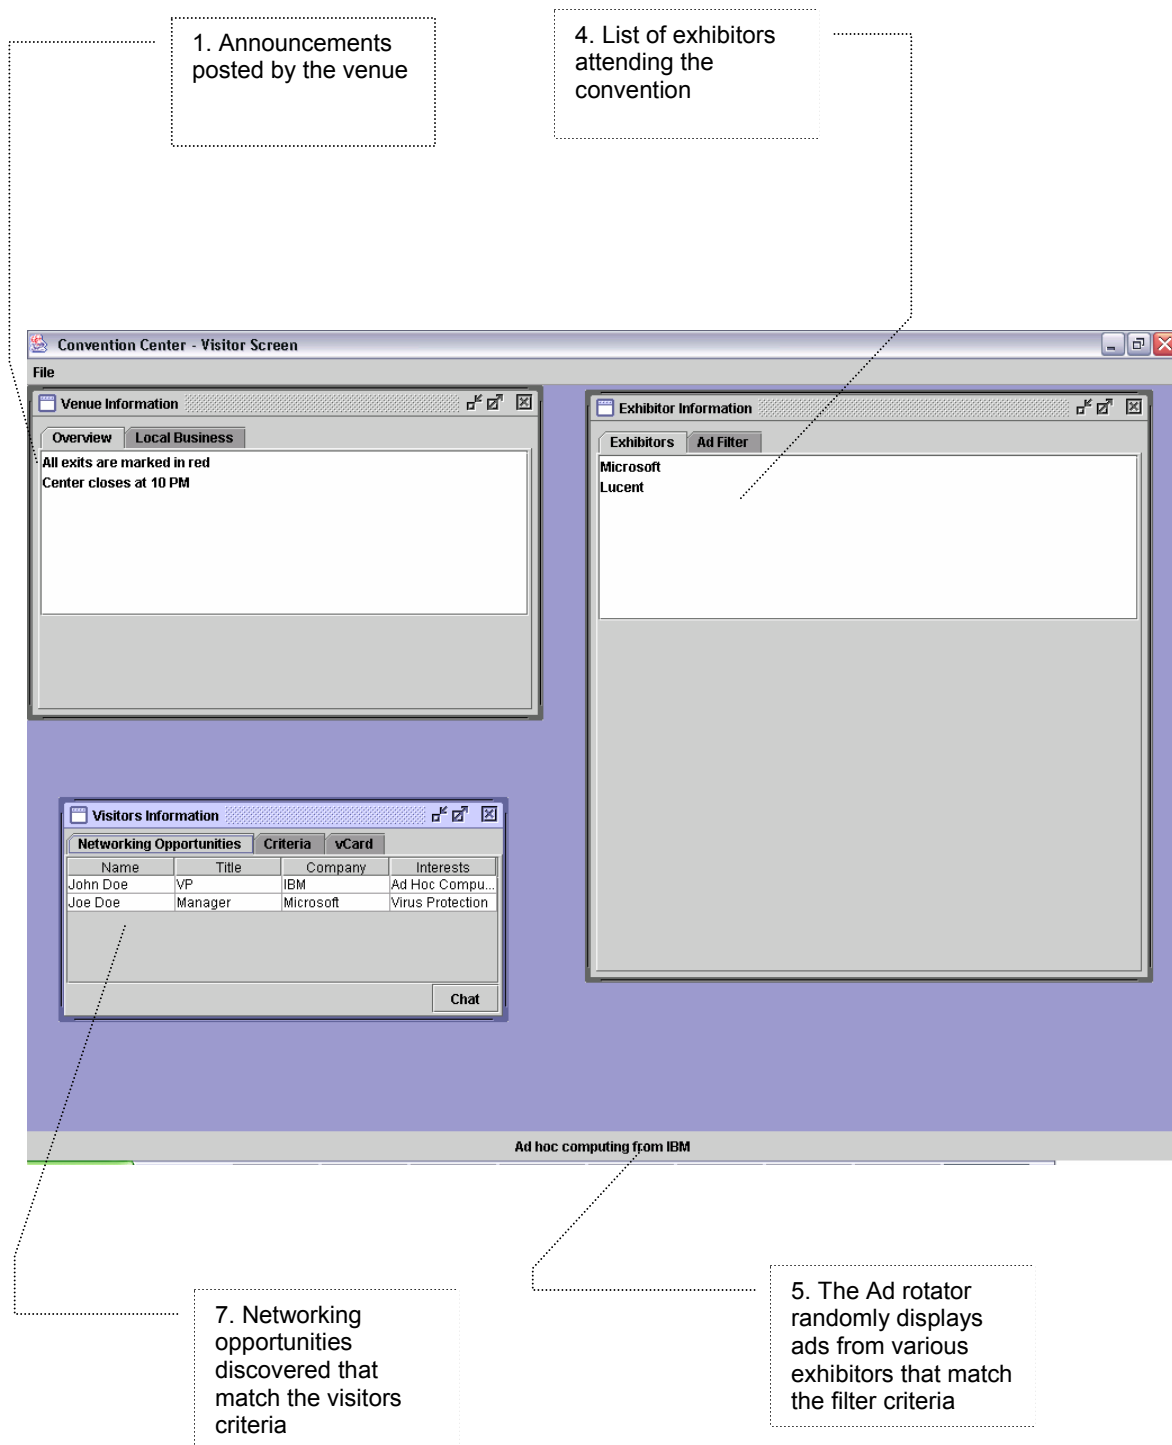 1. Announcements
posted by the venue
4. List of exhibitors
attending the
convention
Convention Center - Visitor Screen
File
Venue Information
Overview Local Business
All exits are marked in red
Center closes at 10 PM
Exhibitor Information
Exhibitors Ad Filter
Microsoft
Lucent
Visitors Information
Networking Opportunities Criteria vCard
Name Title Company Interests
John Doe VP IBM Ad Hoc Compu...
Joe Doe Manager Microsoft Virus Protection
Chat
Ad hoc computing from IBM
7. Networking
opportunities
discovered that
match the visitors
criteria
5. The Ad rotator
randomly displays
ads from various
exhibitors that match
the filter criteria